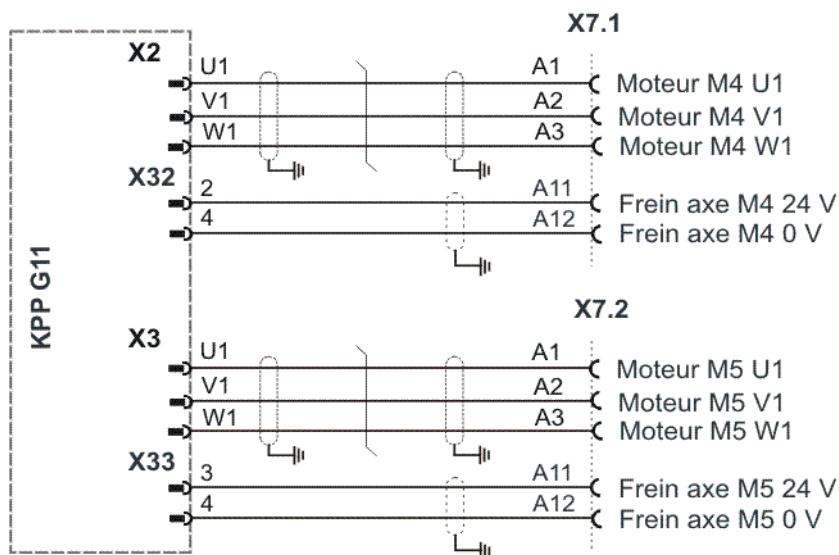 X7.1
X2
U1 A1 Moteur M4 U1
V1 A2 Moteur M4 V1
W1 A3 Moteur M4 W1
X32
2 A11 Frein axe M4 24 V
4 A12 Frein axe M4 0 V
KPP G11
X7.2
X3
U1 A1 Moteur M5 U1
V1 A2 Moteur M5 V1
W1 A3 Moteur M5 W1
X33
3 A11 Frein axe M5 24 V
4 A12 Frein axe M5 0 V